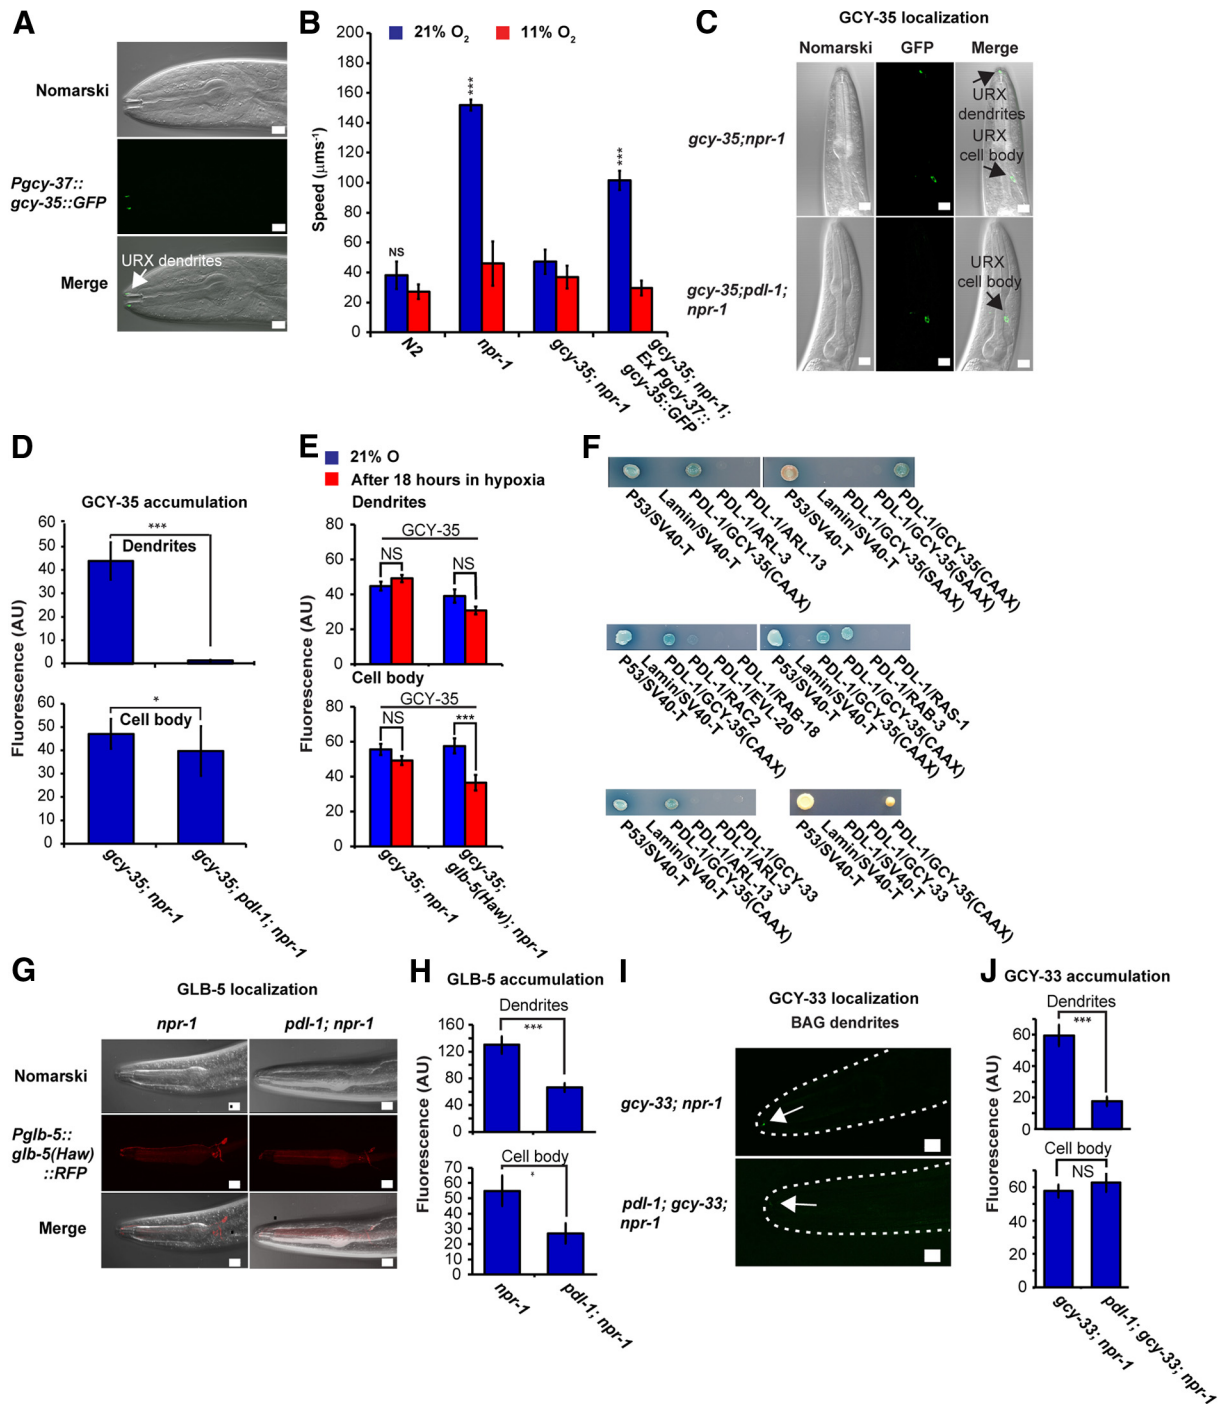 A
Nomarski
Pgcy-37::
gcy-35::GFP
Merge
URX dendrites
B
21% O2
11% O2
Speed (µms-1)
200
180
160
140
120
100
80
60
40
20
0
NS
***
***
N2
npr-1
gcy-35; npr-1
gcy-35; npr-1;
Ex Pgcy-37::
gcy-35::GFP
C
GCY-35 localization
Nomarski GFP Merge
gcy-35;npr-1
URX
dendrites
URX
cell body
gcy-35;pdl-1;
npr-1
URX
cell body
D
GCY-35 accumulation
Fluorescence (AU)
60
50
40
30
20
10
0
***
Dendrites
60
50
40
30
20
10
0
*
Cell body
gcy-35; npr-1
gcy-35; pdl-1; npr-1
E
21% O
After 18 hours in hypoxia
Dendrites
Fluorescence (AU)
80
60
40
20
0
GCY-35
NS
NS
Cell body
80
60
40
20
0
GCY-35
NS
***
gcy-35; npr-1
gcy-35;
glb-5(Haw); npr-1
F
P53/SV40-T
Lamin/SV40-T
PDL-1/GCY-35(CAAX)
PDL-1/ARL-3
PDL-1/ARL-13
P53/SV40-T
Lamin/SV40-T
PDL-1/GCY-35(SAAX)
PDL-1/GCY-35(SAAX)
PDL-1/GCY-35(CAAX)
P53/SV40-T
Lamin/SV40-T
PDL-1/GCY-35(CAAX)
PDL-1/RAC2
PDL-1/EVL-20
PDL-1/RAB-18
P53/SV40-T
Lamin/SV40-T
PDL-1/GCY-35(CAAX)
PDL-1/GCY-35(CAAX)
PDL-1/RAB-3
PDL-1/RAS-1
P53/SV40-T
Lamin/SV40-T
PDL-1/GCY-35(CAAX)
PDL-1/ARL-13
PDL-1/ARL-3
PDL-1/GCY-33
P53/SV40-T
Lamin/SV40-T
PDL-1/SV40-T
PDL-1/GCY-33
PDL-1/GCY-35(CAAX)
G
GLB-5 localization
npr-1 pdl-1; npr-1
Nomarski
Pglb-5::
glb-5(Haw)
::RFP
Merge
H
GLB-5 accumulation
Dendrites
Fluorescence (AU)
160
120
80
40
0
***
Cell body
70
60
50
40
30
20
10
0
*
npr-1
pdl-1; npr-1
I
GCY-33 localization
BAG dendrites
gcy-33; npr-1
pdl-1; gcy-33;
npr-1
J
GCY-33 accumulation
Dendrites
Fluorescence (AU)
60
40
20
0
***
Cell body
60
40
20
0
NS
gcy-33; npr-1
pdl-1; gcy-33; npr-1